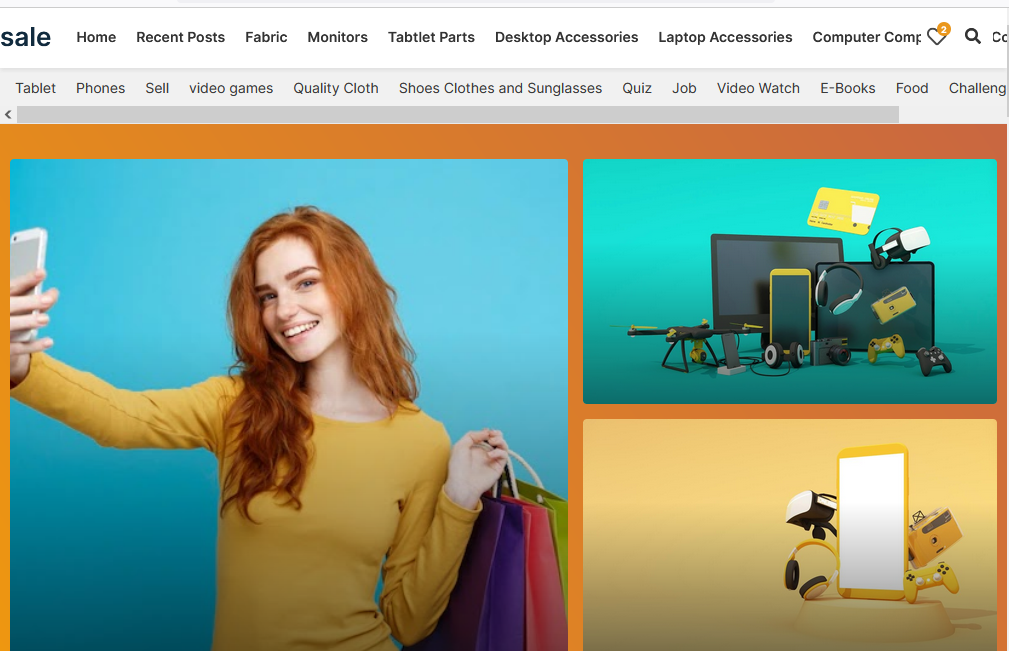 sale Home Recent Posts Fabric Monitors Tabtlet Parts Desktop Accessories Laptop Accessories Computer Comp 2 Co
Tablet Phones Sell video games Quality Cloth Shoes Clothes and Sunglasses Quiz Job Video Watch E-Books Food Challeng